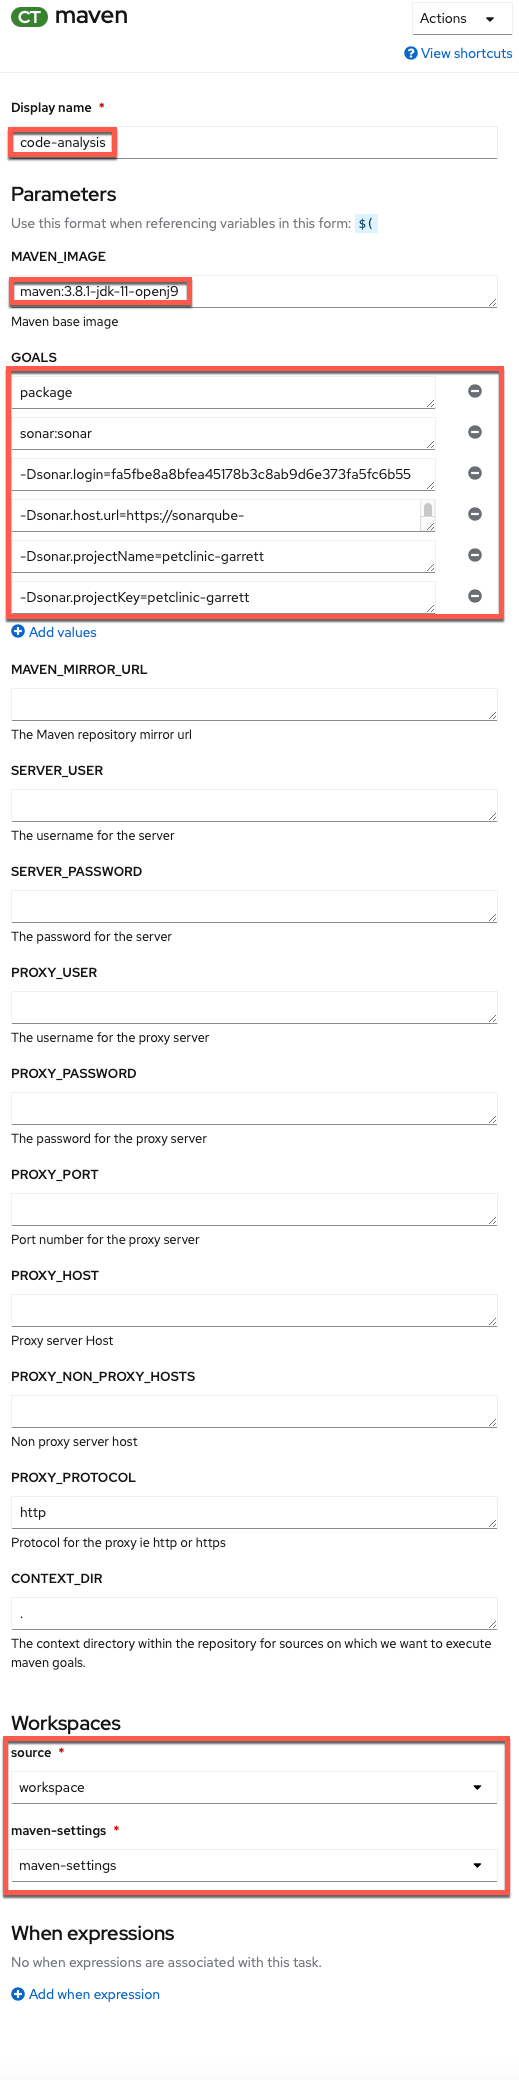 CT maven
Actions
View shortcuts
Display name *
code-analysis
Parameters
Use this format when referencing variables in this form: $(
MAVEN_IMAGE
maven:3.8.1-jdk-11-openj9
Maven base image
GOALS
package
sonar:sonar
-Dsonar.login=fa5fbe8a8bfea45178b3c8ab9d6e373fa5fc6b55
-Dsonar.host.url=https://sonarqube-
-Dsonar.projectName=petclinic-garrett
-Dsonar.projectKey=petclinic-garrett
Add values
MAVEN_MIRROR_URL
The Maven repository mirror url
SERVER_USER
The username for the server
SERVER_PASSWORD
The password for the server
PROXY_USER
The username for the proxy server
PROXY_PASSWORD
The password for the proxy server
PROXY_PORT
Port number for the proxy server
PROXY_HOST
Proxy server Host
PROXY_NON_PROXY_HOSTS
Non proxy server host
PROXY_PROTOCOL
http
Protocol for the proxy ie http or https
CONTEXT_DIR
.
The context directory within the repository for sources on which we want to execute
maven goals.
Workspaces
source *
workspace
maven-settings *
maven-settings
When expressions
No when expressions are associated with this task.
Add when expression